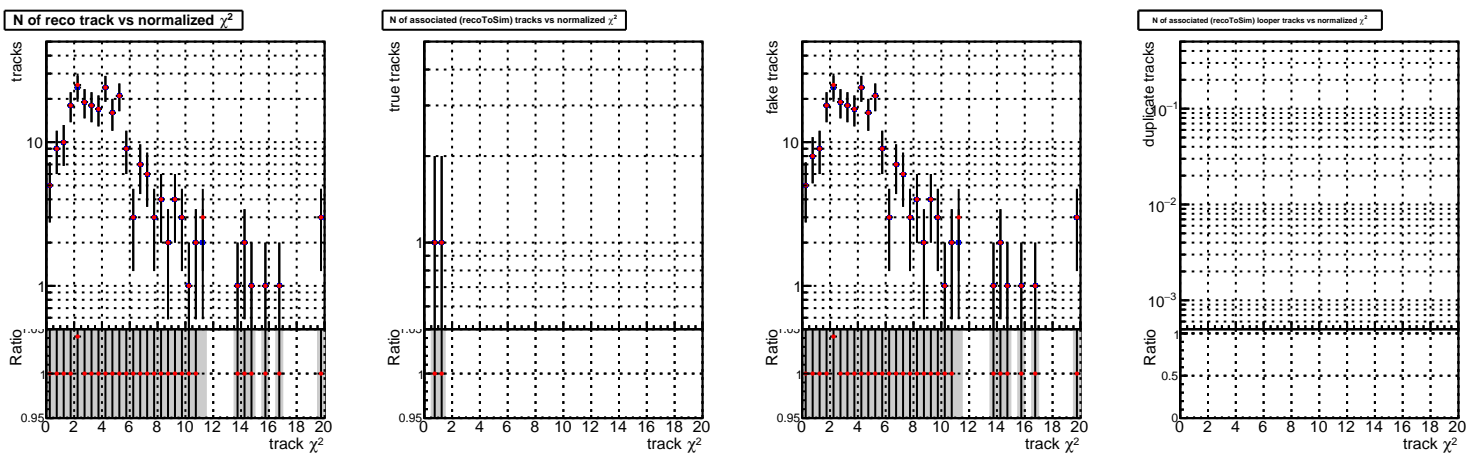 N of reco track vs normalized χ²
tracks
10
1
Ratio
1.05
1
0.95
0 2 4 6 8 10 12 14 16 18 20
track χ²
N of associated (recoToSim) tracks vs normalized χ²
true tracks
1
Ratio
1
0.95
0 2 4 6 8 10 12 14 16 18 20
track χ²
fake tracks
10
1
Ratio
1.05
1
0.95
0 2 4 6 8 10 12 14 16 18 20
track χ²
N of associated (recoToSim) looper tracks vs normalized χ²
duplicate tracks
10⁻¹
10⁻²
10⁻³
Ratio
1
0.5
0
0 2 4 6 8 10 12 14 16 18 20
track χ²